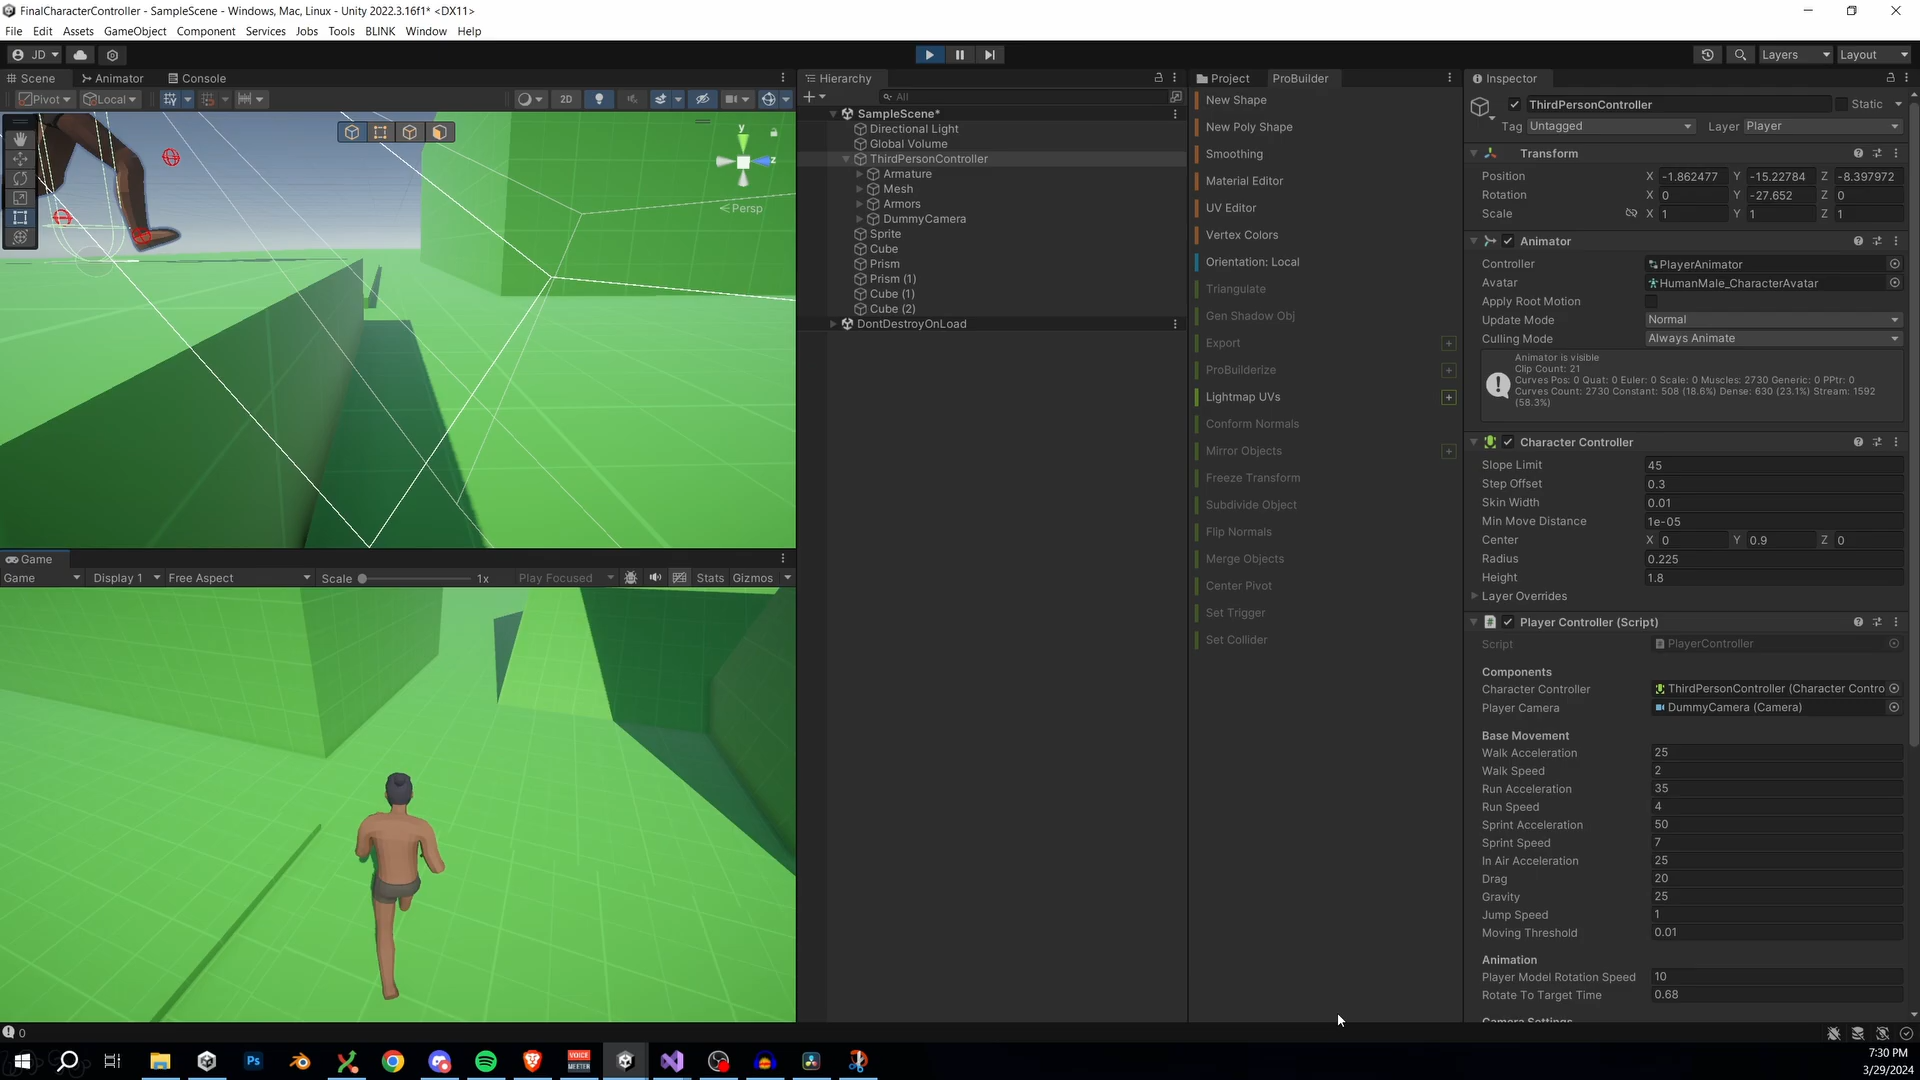 FinalCharacterController - SampleScene - Windows, Mac, Linux - Unity 2022.3.16f1* <DX11>
File Edit Assets GameObject Component Services Jobs Tools BLINK Window Help
JD
Layers
Layout
Scene
Animator
Console
Pivot
Local
2D
y
z
Persp
Game
Game
Display 1
Free Aspect
Scale
1x
Play Focused
Stats
Gizmos
Hierarchy
All
SampleScene*
Directional Light
Global Volume
ThirdPersonController
Armature
Mesh
Armors
DummyCamera
Sprite
Cube
Prism
Prism (1)
Cube (1)
Cube (2)
DontDestroyOnLoad
Project
ProBuilder
New Shape
New Poly Shape
Smoothing
Material Editor
UV Editor
Vertex Colors
Orientation: Local
Triangulate
Gen Shadow Obj
Export
ProBuilderize
Lightmap UVs
Conform Normals
Mirror Objects
Freeze Transform
Subdivide Object
Flip Normals
Merge Objects
Center Pivot
Set Trigger
Set Collider
Inspector
ThirdPersonController
Static
Tag Untagged Layer Player
Transform
Position X -1.862477 Y -15.22784 Z -8.397972
Rotation X 0 Y -27.652 Z 0
Scale X 1 Y 1 Z 1
Animator
Controller PlayerAnimator
Avatar HumanMale_CharacterAvatar
Apply Root Motion
Update Mode Normal
Culling Mode Always Animate
Animator is visible
Clip Count: 21
Curves Pos: 0 Quat: 0 Euler: 0 Scale: 0 Muscles: 2730 Generic: 0 PPtr: 0
Curves Count: 2730 Constant: 508 (18.6%) Dense: 630 (23.1%) Stream: 1592
(58.3%)
Character Controller
Slope Limit 45
Step Offset 0.3
Skin Width 0.01
Min Move Distance 1e-05
Center X 0 Y 0.9 Z 0
Radius 0.225
Height 1.8
Layer Overrides
Player Controller (Script)
Script PlayerController
Components
Character Controller ThirdPersonController (Character Contro
Player Camera DummyCamera (Camera)
Base Movement
Walk Acceleration 25
Walk Speed 2
Run Acceleration 35
Run Speed 4
Sprint Acceleration 50
Sprint Speed 7
In Air Acceleration 25
Drag 20
Gravity 25
Jump Speed 1
Moving Threshold 0.01
Animation
Player Model Rotation Speed 10
Rotate To Target Time 0.68
Camera Settings
0
Ps
VOICE
MEETER
7:30 PM
3/29/2024